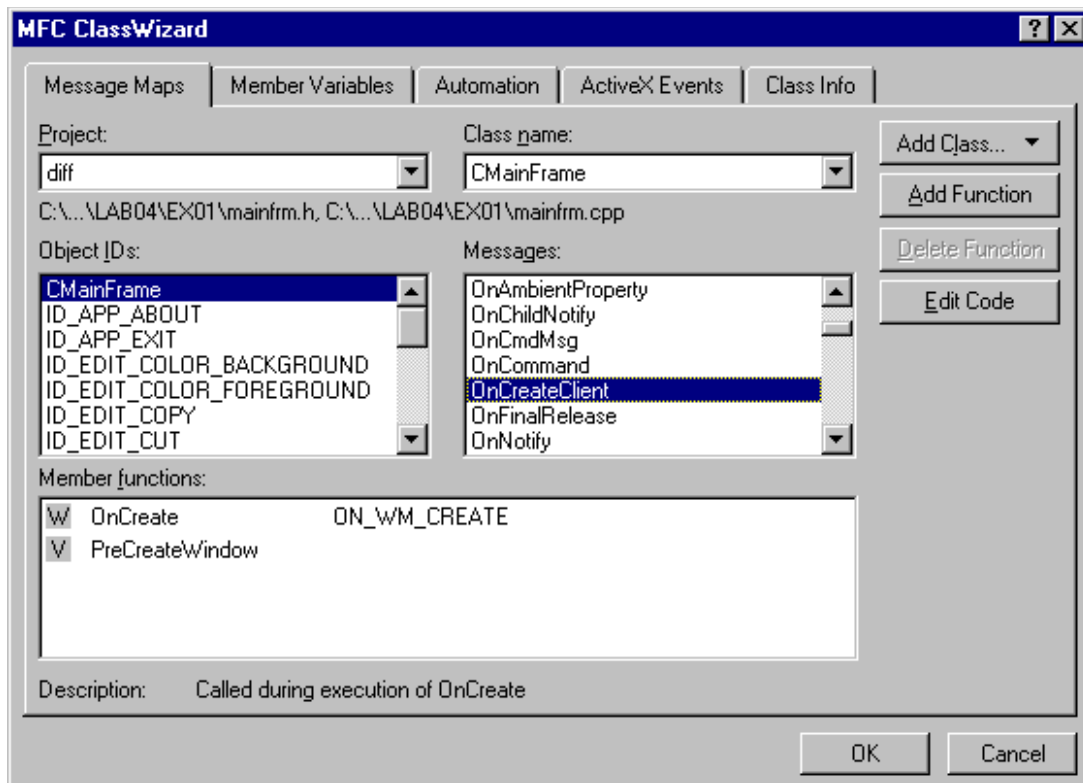 MFC ClassWizard
Message Maps Member Variables Automation ActiveX Events Class Info
Project: Class name:
diff CMainFrame
Add Class...
C:\...\LAB04\EX01\mainfrm.h, C:\...\LAB04\EX01\mainfrm.cpp
Add Function
Object IDs: Messages:
Delete Function
CMainFrame OnAmbientProperty
ID_APP_ABOUT OnChildNotify
Edit Code
ID_APP_EXIT OnCmdMsg
ID_EDIT_COLOR_BACKGROUND OnCommand
ID_EDIT_COLOR_FOREGROUND OnCreateClient
ID_EDIT_COPY OnFinalRelease
ID_EDIT_CUT OnNotify
Member functions:
W OnCreate ON_WM_CREATE
V PreCreateWindow
Description: Called during execution of OnCreate
OK Cancel